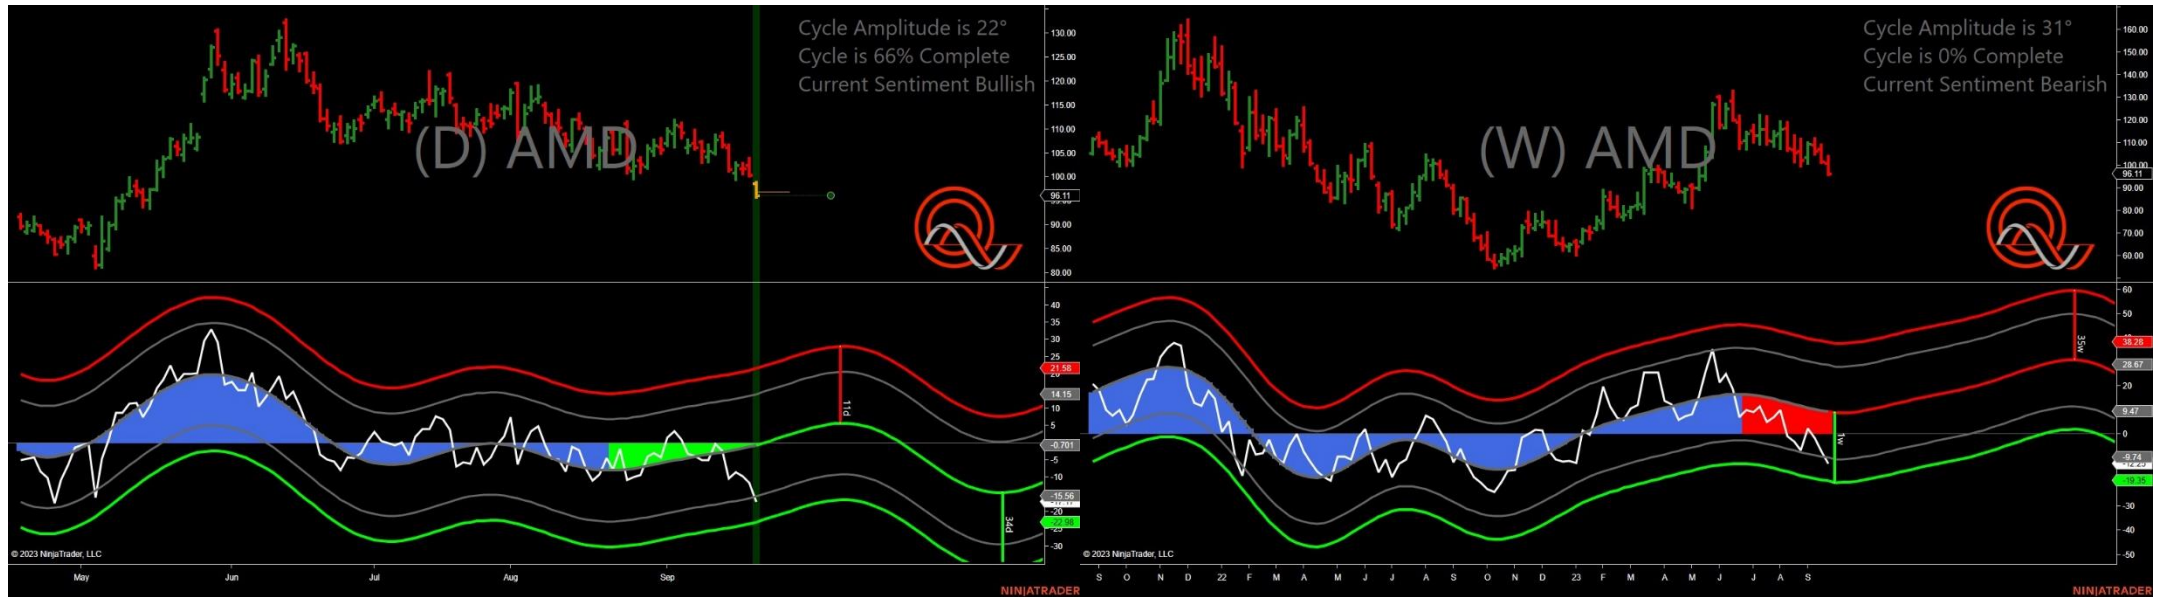 Cycle Amplitude is 22°
Cycle is 66% Complete
Current Sentiment Bullish
(D) AMD
130.00
125.00
120.00
115.00
110.00
105.00
100.00
96.11
90.00
85.00
80.00
40
35
30
25
21.58
14.15
10
5
-0.701
-5
-10
-15.56
-20
-22.98
-30
11d
34d
© 2023 NinjaTrader, LLC
May Jun Jul Aug Sep
NINJATRADER
Cycle Amplitude is 31°
Cycle is 0% Complete
Current Sentiment Bearish
(W) AMD
160.00
150.00
140.00
130.00
120.00
110.00
100.00
96.11
90.00
80.00
70.00
60.00
60
50
38.28
28.67
20
9.47
0
-9.74
-19.35
-30
-40
-50
35w
1w
© 2023 NinjaTrader, LLC
S O N D 22 F M A M J J A S O N D 23 F M A M J J A S
NINJATRADER